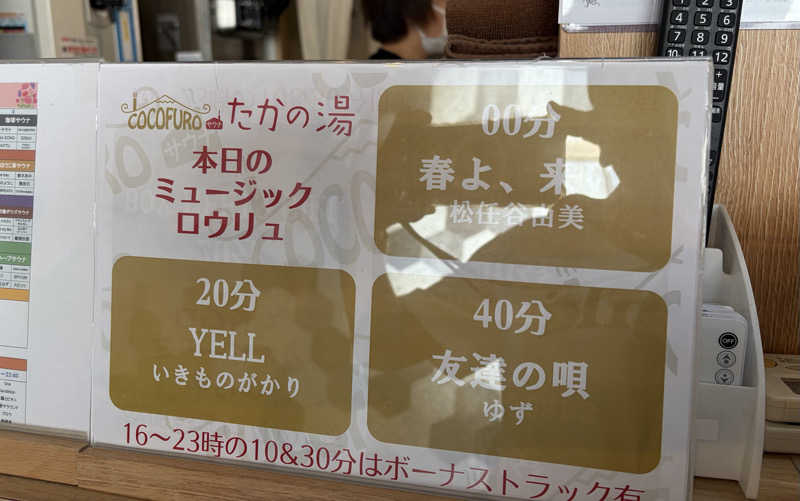 COCOFURO たかの湯
本日の
ミュージック
ロウリュ
00分
春よ、来い
松任谷由美
20分
YELL
いきものがかり
40分
友達の唄
ゆず
16〜23時の10&30分はボーナストラック有
OFF